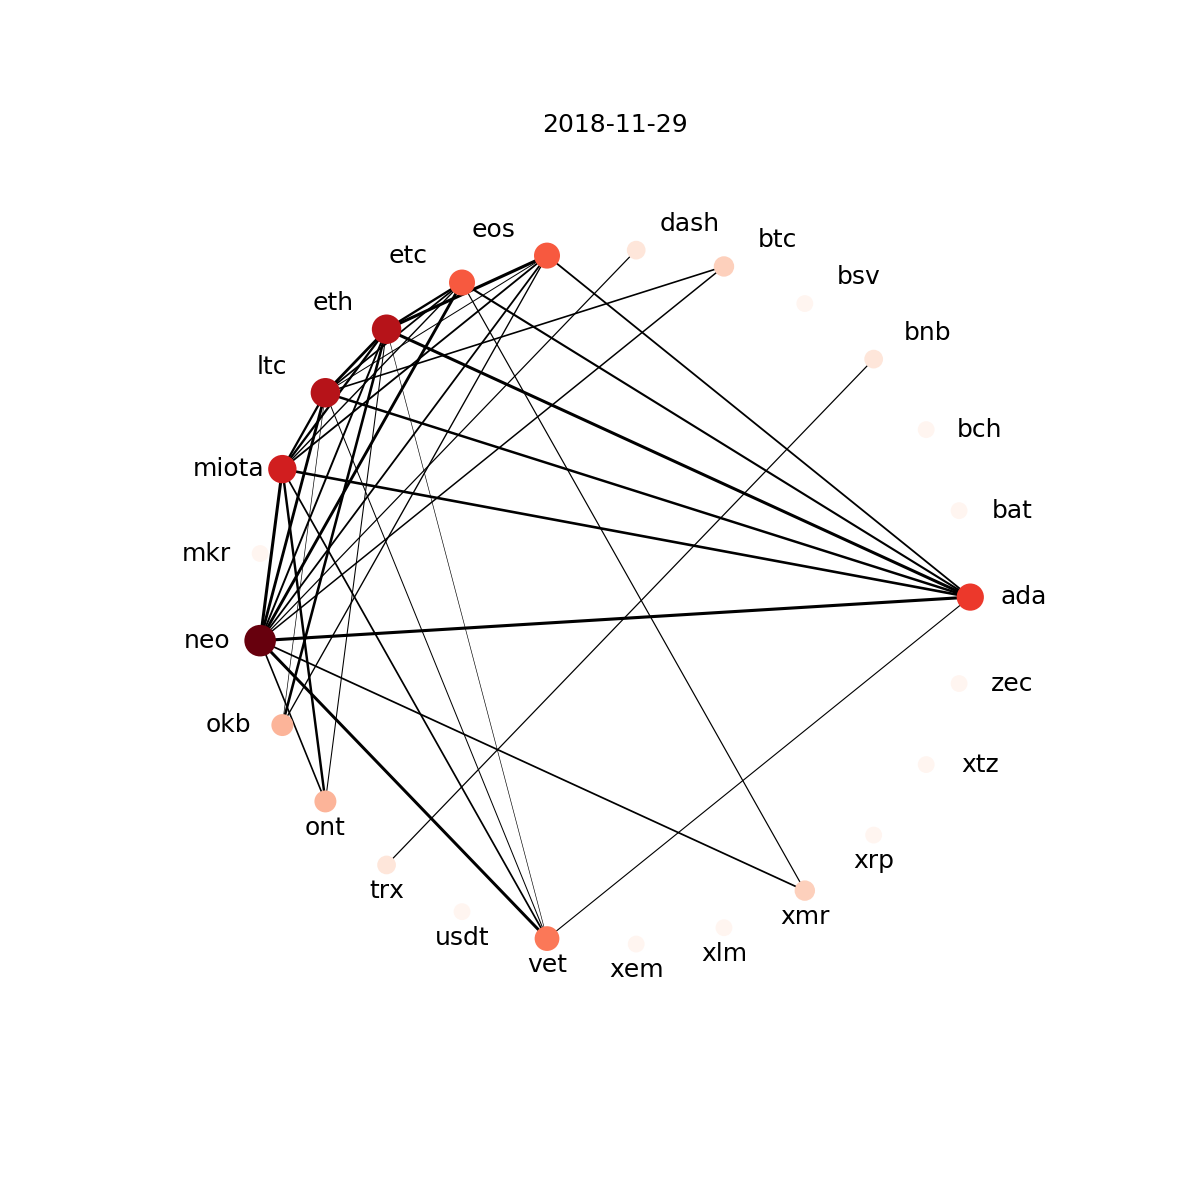 2018-11-29
dash
eos
btc
etc
bsv
eth
bnb
ltc
bch
miota
bat
mkr
ada
neo
zec
okb
xtz
ont
xrp
trx
xmr
usdt
xlm
vet
xem